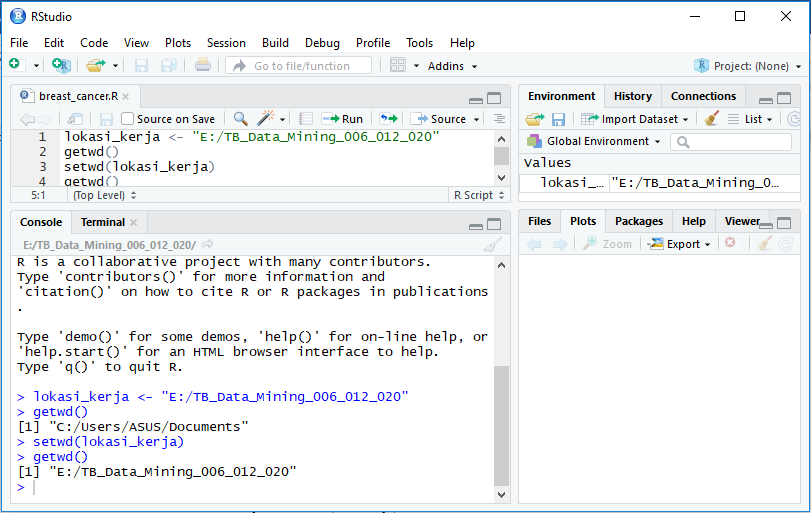 RStudio
File Edit Code View Plots Session Build Debug Profile Tools Help
Go to file/function Addins Project: (None)
breast_cancer.R
Source on Save Run Source
1 lokasi_kerja <- "E:/TB_Data_Mining_006_012_020"
2 getwd()
3 setwd(lokasi_kerja)
4 getwd()
5:1 (Top Level) R Script
Console Terminal
E:/TB_Data_Mining_006_012_020/
R is a collaborative project with many contributors.
Type 'contributors()' for more information and
'citation()' on how to cite R or R packages in publications
.
Type 'demo()' for some demos, 'help()' for on-line help, or
'help.start()' for an HTML browser interface to help.
Type 'q()' to quit R.
> lokasi_kerja <- "E:/TB_Data_Mining_006_012_020"
> getwd()
[1] "C:/Users/ASUS/Documents"
> setwd(lokasi_kerja)
> getwd()
[1] "E:/TB_Data_Mining_006_012_020"
>
Environment History Connections
Import Dataset List
Global Environment
Values
lokasi_… "E:/TB_Data_Mining_0…
Files Plots Packages Help Viewer
Zoom Export